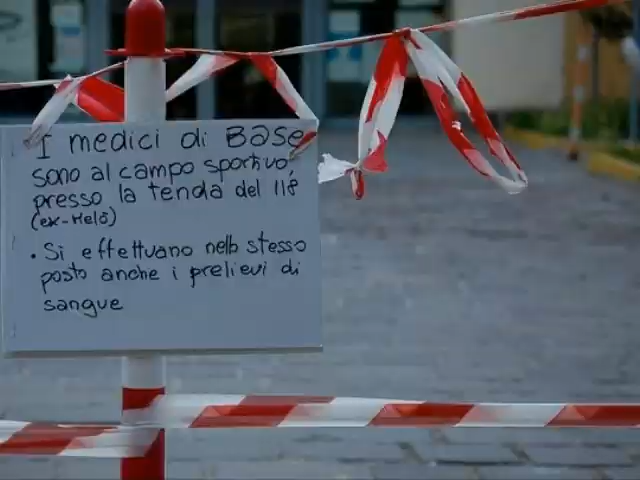 I medici di Base
sono al campo sportivo,
presso la tenda del 118
(ex-Melò)
• Si effettuano nello stesso
posto anche i prelievi di
sangue